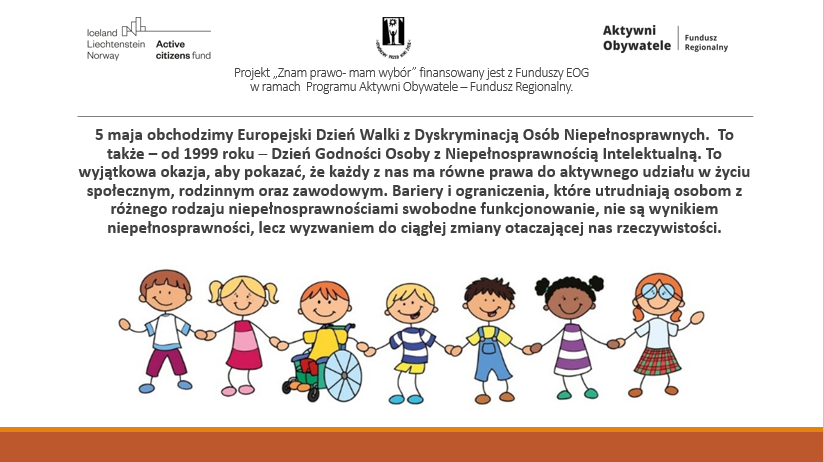 Iceland
Liechtenstein
Norway
Active
citizens fund
Aktywni
Obywatele
Fundusz
Regionalny
Projekt „Znam prawo- mam wybór” finansowany jest z Funduszy EOG
w ramach Programu Aktywni Obywatele – Fundusz Regionalny.
5 maja obchodzimy Europejski Dzień Walki z Dyskryminacją Osób Niepełnosprawnych. To
także – od 1999 roku – Dzień Godności Osoby z Niepełnosprawnością Intelektualną. To
wyjątkowa okazja, aby pokazać, że każdy z nas ma równe prawa do aktywnego udziału w życiu
społecznym, rodzinnym oraz zawodowym. Bariery i ograniczenia, które utrudniają osobom z
różnego rodzaju niepełnosprawnościami swobodne funkcjonowanie, nie są wynikiem
niepełnosprawności, lecz wyzwaniem do ciągłej zmiany otaczającej nas rzeczywistości.